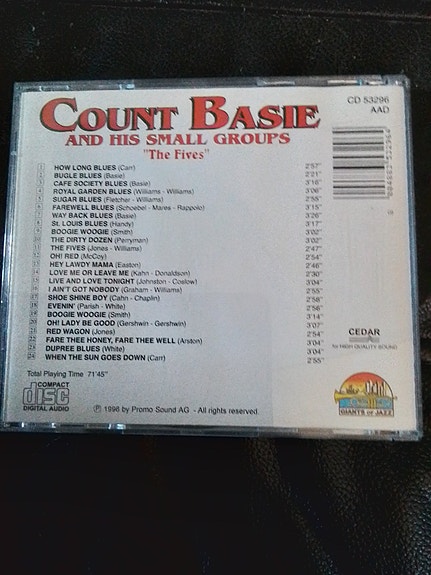 COUNT BASIE
AND HIS SMALL GROUPS
"The Fives"
CD 53296
AAD
1 HOW LONG BLUES (Carr) 2'57"
2 BUGLE BLUES (Basie) 2'21"
3 CAFE SOCIETY BLUES (Basie) 3'16"
4 ROYAL GARDEN BLUES (Williams - Williams) 3'06"
5 SUGAR BLUES (Fletcher - Williams) 2'55"
6 FAREWELL BLUES (Schoebel - Mares - Rappolo) 3'15"
7 WAY BACK BLUES (Basie) 3'26"
8 St. LOUIS BLUES (Handy) 3'17"
9 BOOGIE WOOGIE (Smith) 3'02"
10 THE DIRTY DOZEN (Perryman) 3'02"
11 THE FIVES (Jones - Williams) 2'47"
12 OH! RED (McCoy) 2'54"
13 HEY LAWDY MAMA (Easton) 2'46"
14 LOVE ME OR LEAVE ME (Kahn - Donaldson) 2'30"
15 LIVE AND LOVE TONIGHT (Johnston - Coslow) 3'04"
16 I AIN'T GOT NOBODY (Graham - Williams) 2'55"
17 SHOE SHINE BOY (Cahn - Chaplin) 2'58"
18 EVENIN' (Parish - White) 2'56"
19 BOOGIE WOOGIE (Smith) 3'14"
20 OH! LADY BE GOOD (Gershwin - Gershwin) 3'07"
21 RED WAGON (Jones) 2'54"
22 FARE THEE HONEY, FARE THEE WELL (Arston) 3'04"
23 DUPREE BLUES (White) 3'04"
24 WHEN THE SUN GOES DOWN (Carr) 2'55"
CEDAR
for HIGH QUALITY SOUND
Total Playing Time 71'45"
COMPACT
disc
DIGITAL AUDIO
℗ 1996 by Promo Sound AG - All rights reserved
GIANTS OF JAZZ